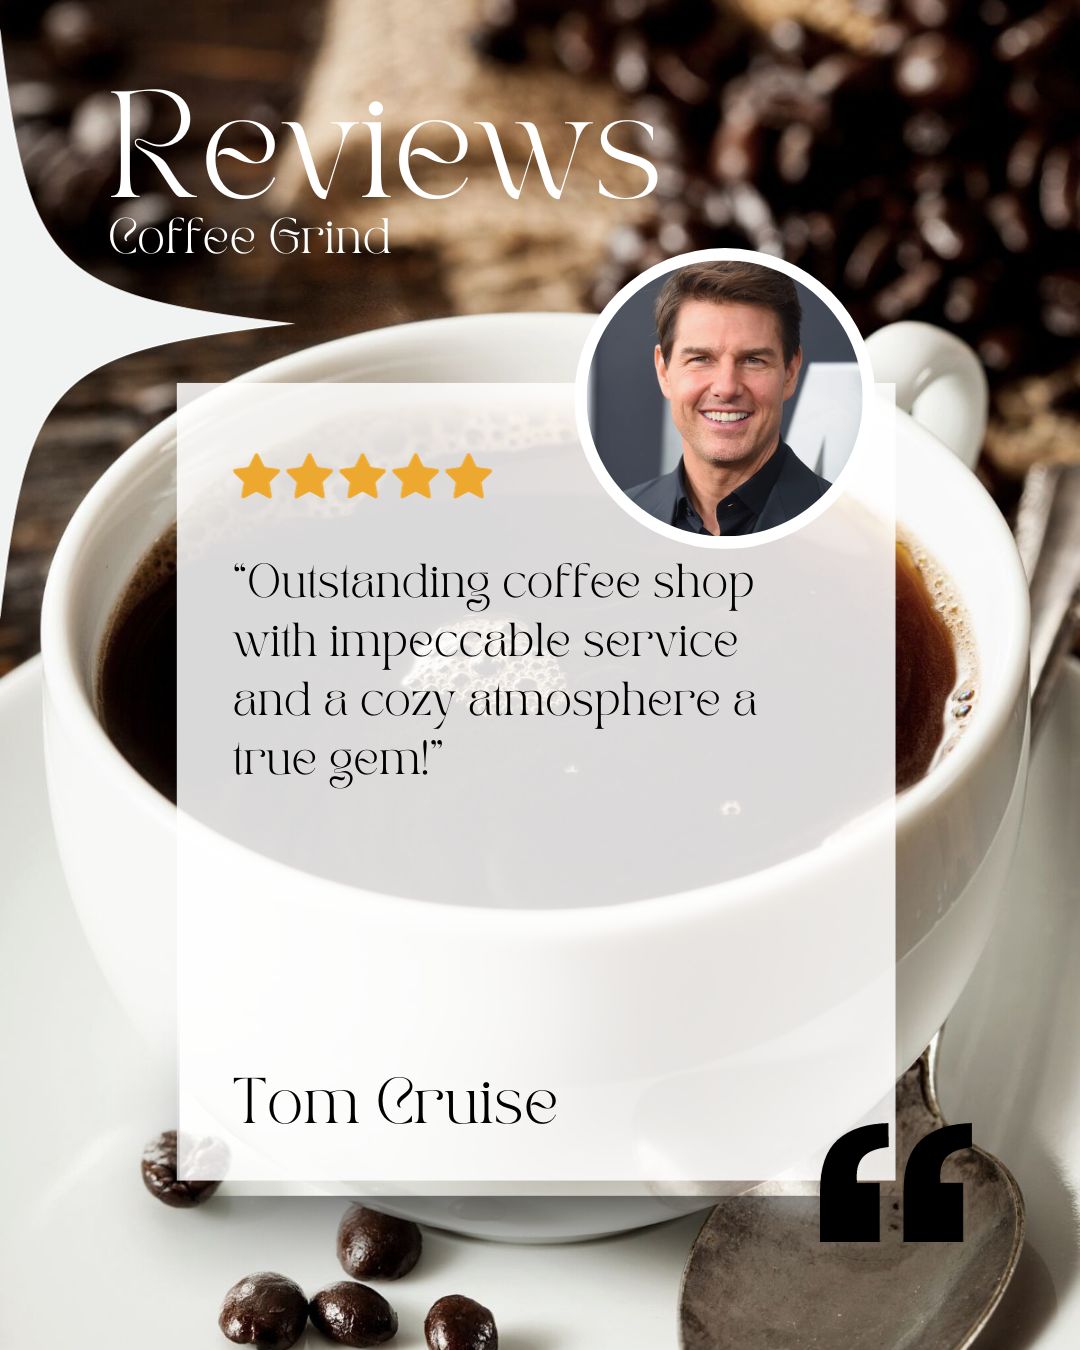 Reviews
Coffee Grind
“Outstanding coffee shop
with impeccable service
and a cozy atmosphere a
true gem!”
Tom Cruise
“